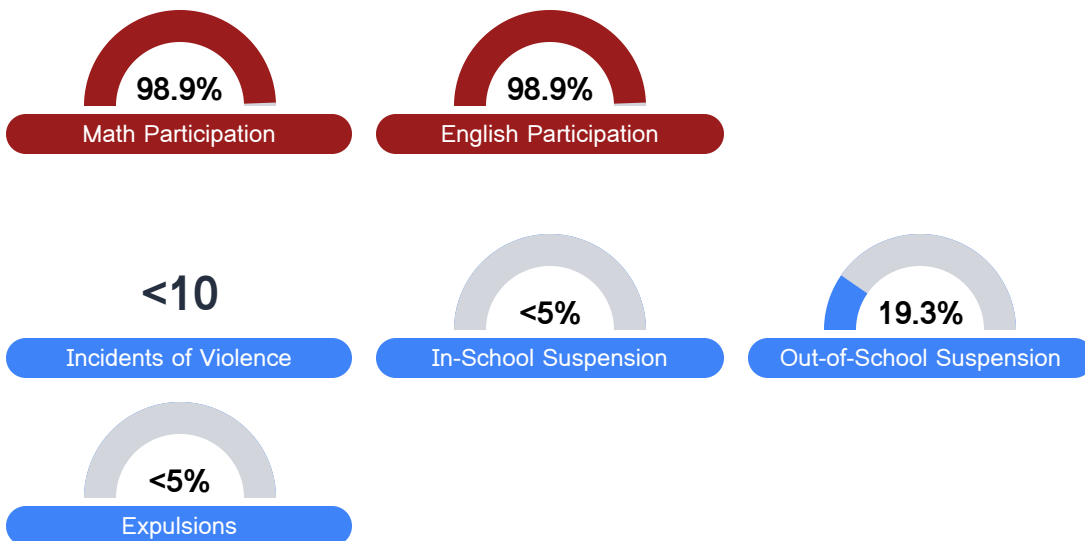 98.9%
Math Participation
98.9%
English Participation
<10
Incidents of Violence
<5%
In-School Suspension
19.3%
Out-of-School Suspension
<5%
Expulsions